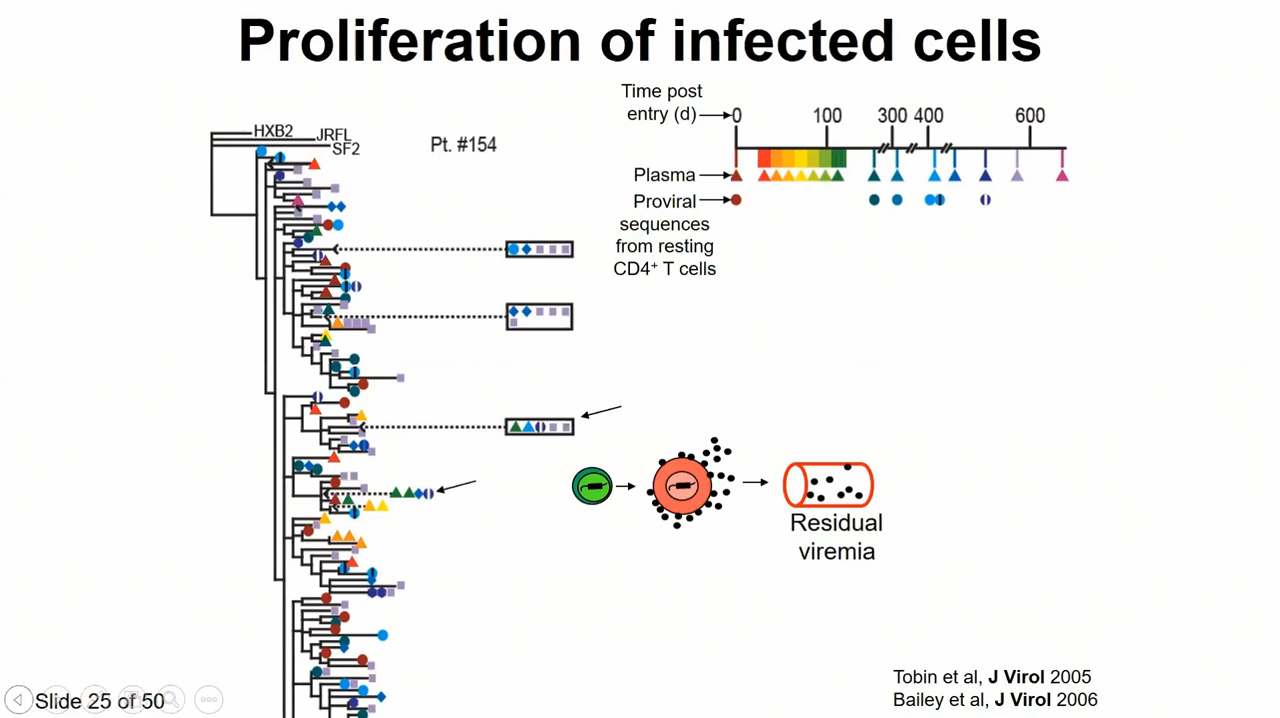 Proliferation of infected cells
HXB2
JRFL
SF2
Pt. #154
Time post
entry (d)
0 100 300 400 600
Plasma
Proviral
sequences
from resting
CD4⁺ T cells
Residual
viremia
Tobin et al, J Virol 2005
Bailey et al, J Virol 2006
Slide 25 of 50